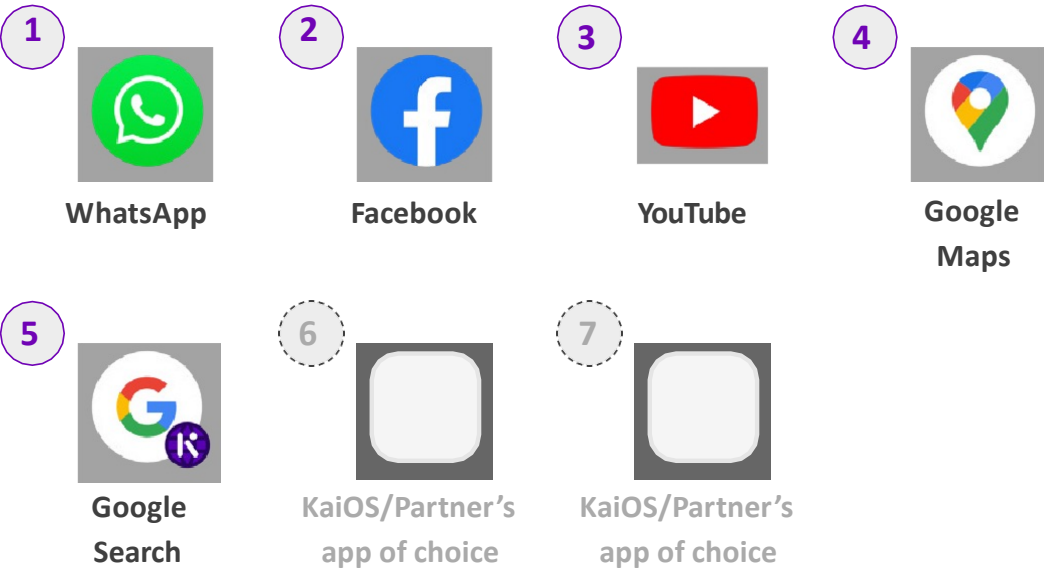 1
2
3
4
WhatsApp
Facebook
YouTube
Google
Maps
5
6
7
Google
Search
KaiOS/Partner’s
app of choice
KaiOS/Partner’s
app of choice